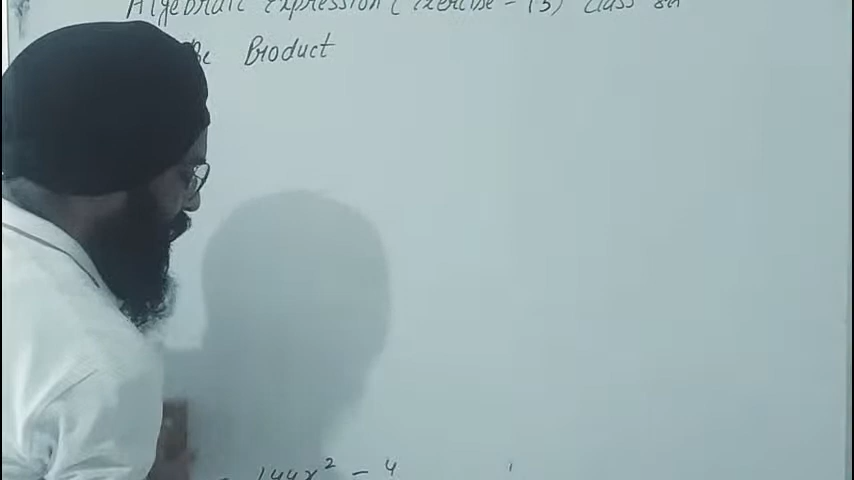 Algebraic Expression (Exercise - 13) Class 8th
Product
144x² - 4